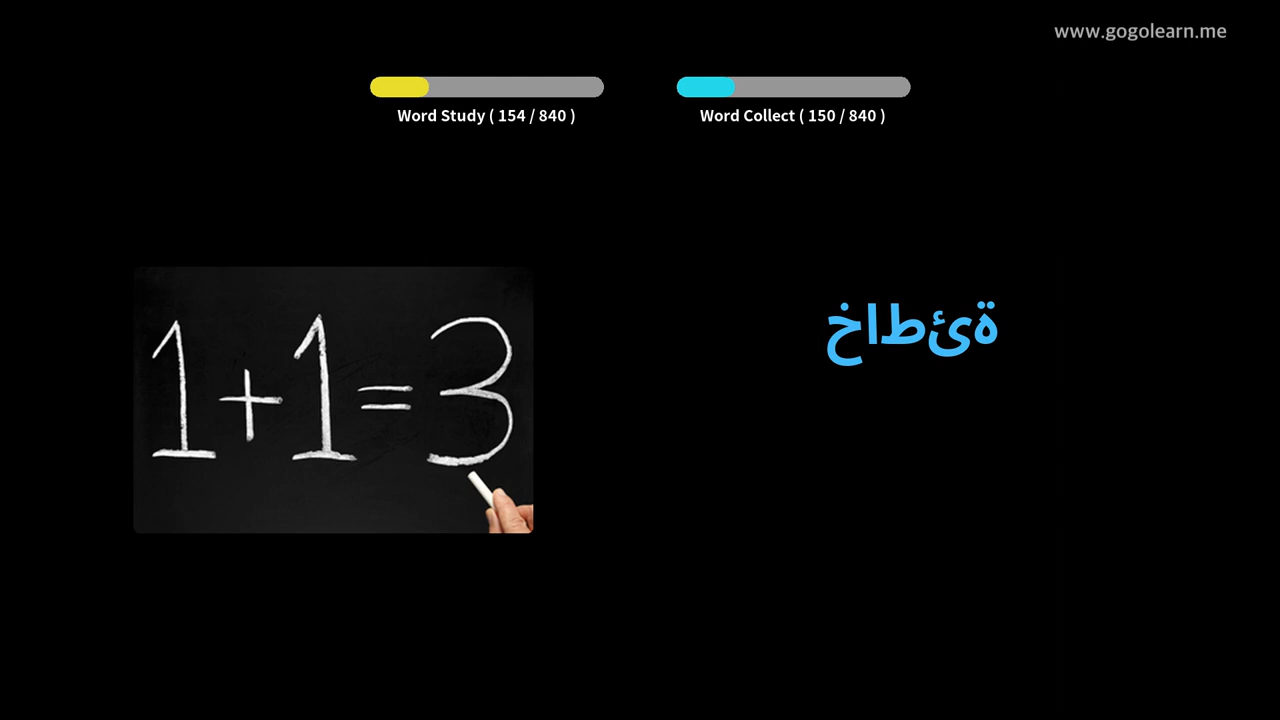 www.gogolearn.me
Word Study ( 154 / 840 )
Word Collect ( 150 / 840 )
1+1=3
خاطئة